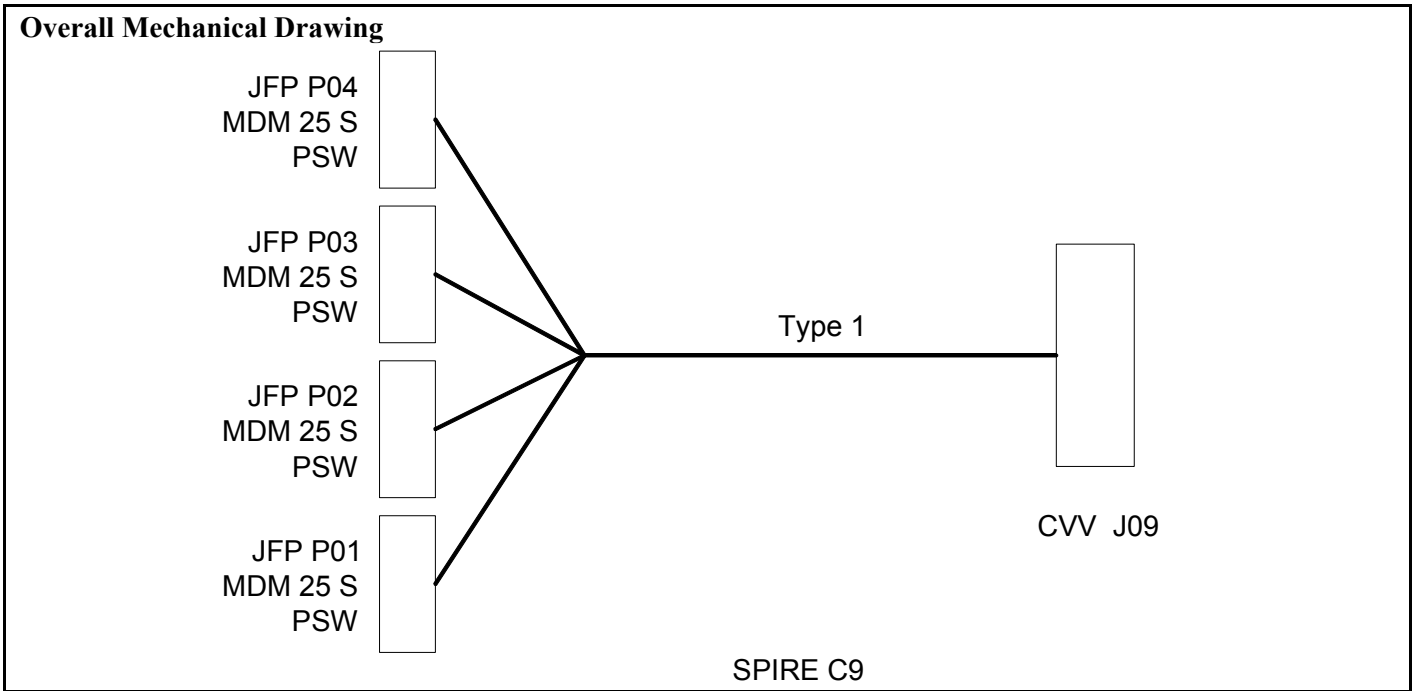 Overall Mechanical Drawing
JFP P04
MDM 25 S
PSW
JFP P03
MDM 25 S
PSW
JFP P02
MDM 25 S
PSW
JFP P01
MDM 25 S
PSW
Type 1
CVV J09
SPIRE C9